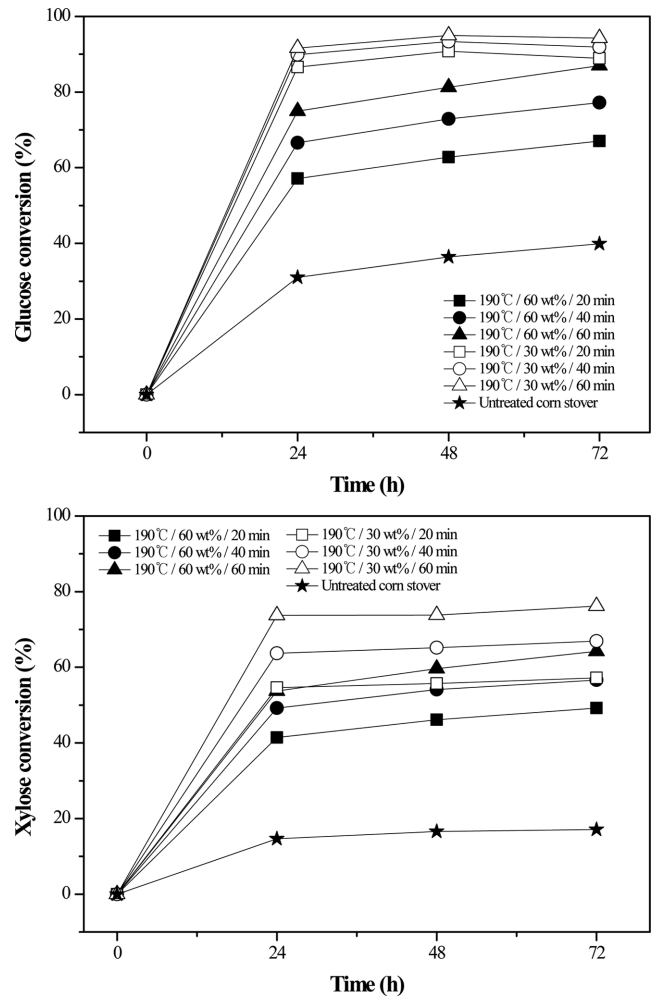 Glucose conversion (%)
100
80
60
40
20
0
190℃ / 60 wt% / 20 min
190℃ / 60 wt% / 40 min
190℃ / 60 wt% / 60 min
190℃ / 30 wt% / 20 min
190℃ / 30 wt% / 40 min
190℃ / 30 wt% / 60 min
Untreated corn stover
0 24 48 72
Time (h)
Xylose conversion (%)
100
80
60
40
20
0
190℃ / 60 wt% / 20 min
190℃ / 60 wt% / 40 min
190℃ / 60 wt% / 60 min
190℃ / 30 wt% / 20 min
190℃ / 30 wt% / 40 min
190℃ / 30 wt% / 60 min
Untreated corn stover
0 24 48 72
Time (h)